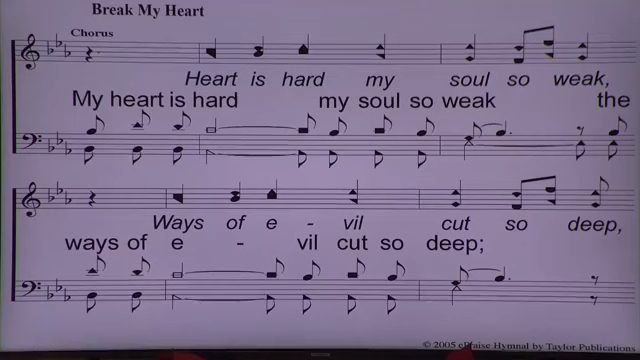 Break My Heart
Chorus
Heart is hard my soul so weak,
My heart is hard my soul so weak the
Ways of e - vil cut so deep,
ways of e - vil cut so deep;
© 2005 ePraise Hymnal by Taylor Publications